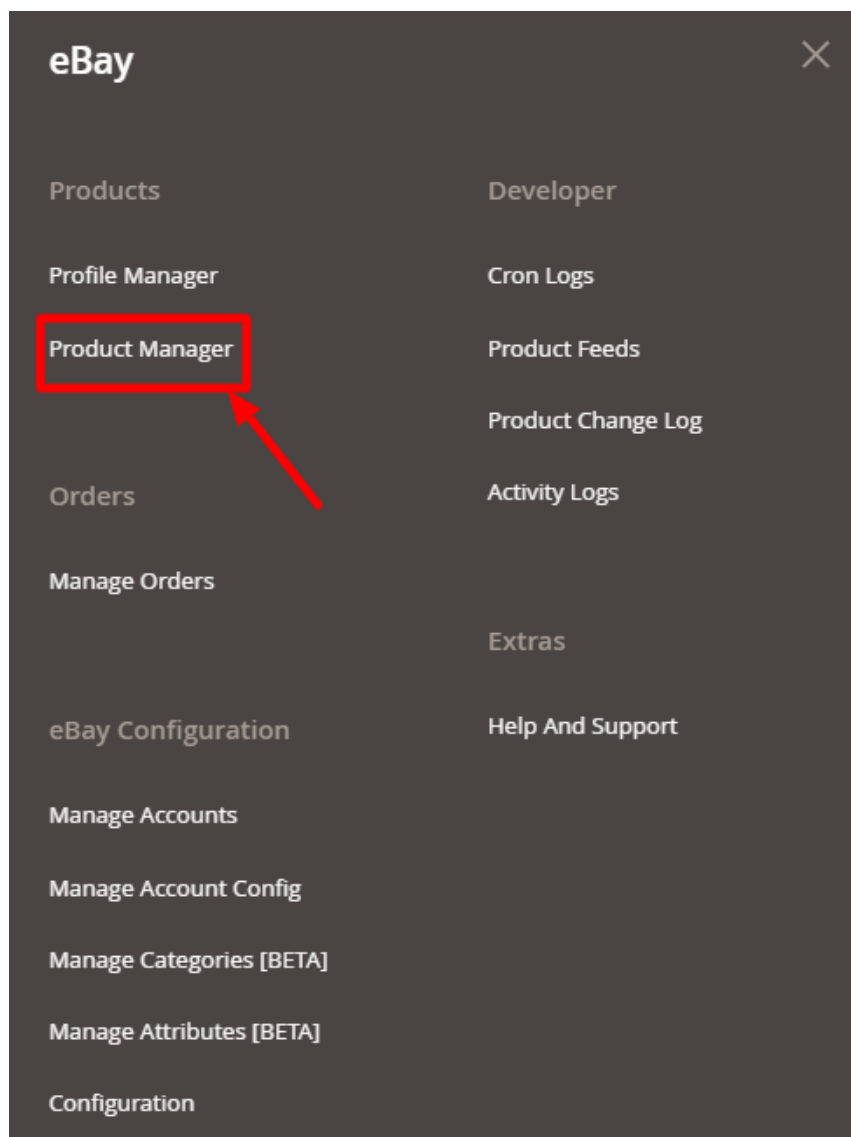 eBay
Products
Profile Manager
Product Manager
Orders
Manage Orders
eBay Configuration
Manage Accounts
Manage Account Config
Manage Categories [BETA]
Manage Attributes [BETA]
Configuration
Developer
Cron Logs
Product Feeds
Product Change Log
Activity Logs
Extras
Help And Support